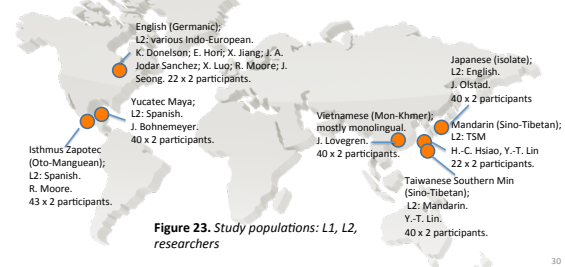 English (Germanic);
L2: various Indo-European.
K. Donelson; E. Hori; X. Jiang; J. A.
Jodar Sanchez; X. Luo; R. Moore; J.
Seong. 22 x 2 participants.
Yucatec Maya;
L2: Spanish.
J. Bohnemeyer.
40 x 2 participants.
Isthmus Zapotec
(Oto-Manguean);
L2: Spanish.
R. Moore.
43 x 2 participants.
Vietnamese (Mon-Khmer);
mostly monolingual.
J. Lovegren.
40 x 2 participants.
Japanese (isolate);
L2: English.
J. Olstad.
40 x 2 participants
Mandarin (Sino-Tibetan);
L2: TSM
H.-C. Hsiao, Y.-T. Lin
22 x 2 participants.
Taiwanese Southern Min
(Sino-Tibetan);
L2: Mandarin.
Y.-T. Lin.
40 x 2 participants.
Figure 23. Study populations: L1, L2,
researchers
30